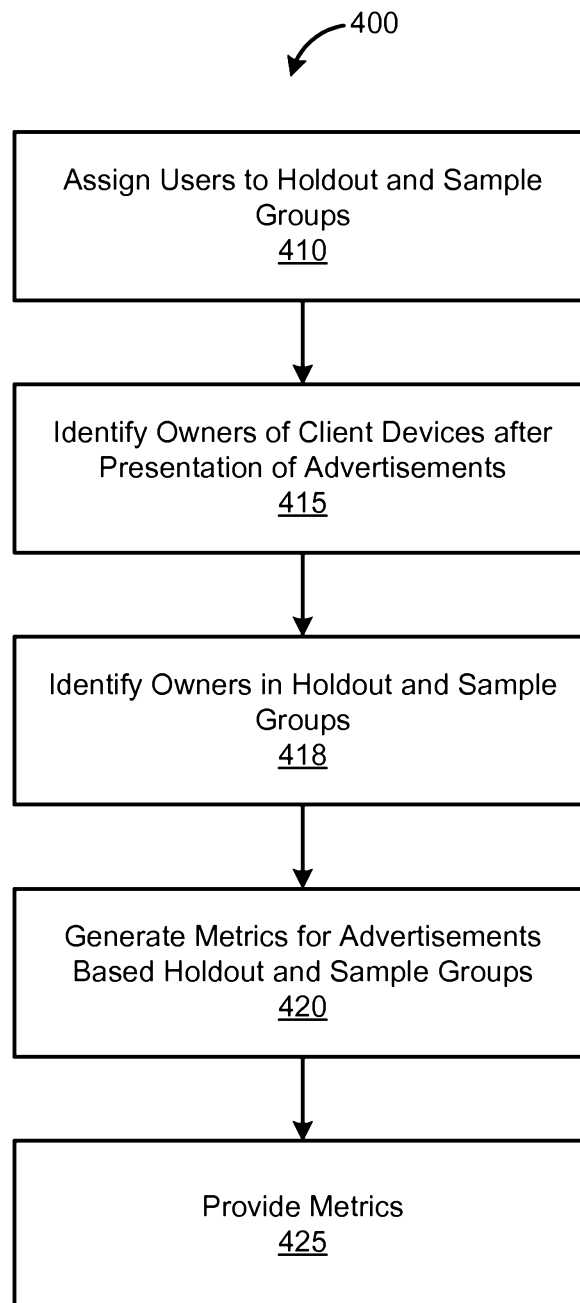 400
Assign Users to Holdout and Sample
Groups
410
Identify Owners of Client Devices after
Presentation of Advertisements
415
Identify Owners in Holdout and Sample
Groups
418
Generate Metrics for Advertisements
Based Holdout and Sample Groups
420
Provide Metrics
425